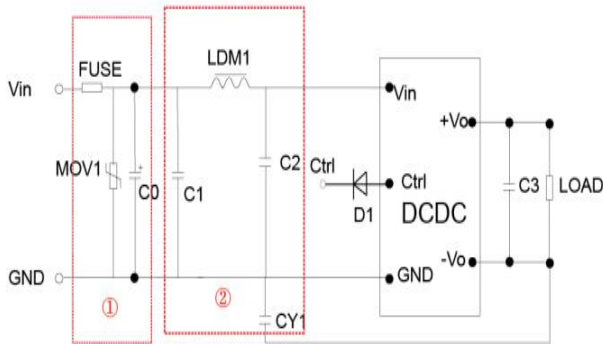 FUSE
LDM1
Vin
Vin
+Vo
MOV1
C0
C1
C2
Ctrl
Ctrl
D1
DCDC
C3
LOAD
GND
GND
-Vo
①
②
CY1